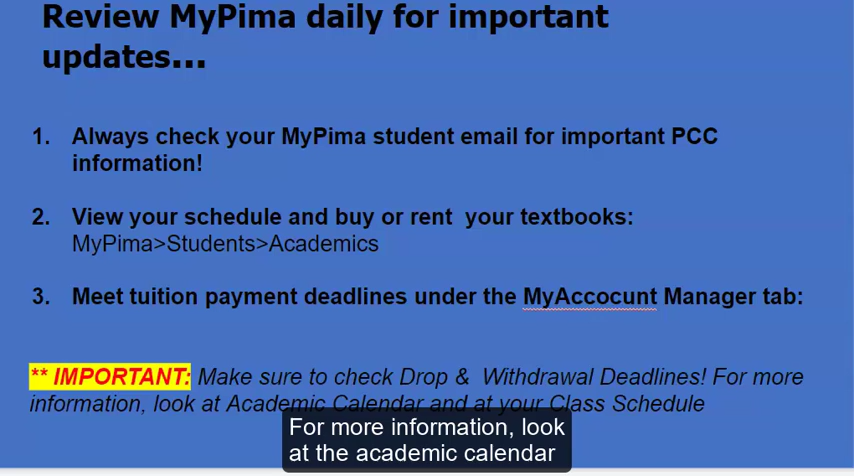 Review MyPima daily for important
updates...
1. Always check your MyPima student email for important PCC
information!
2. View your schedule and buy or rent your textbooks:
MyPima>Students>Academics
3. Meet tuition payment deadlines under the MyAccocunt Manager tab:
** IMPORTANT: Make sure to check Drop & Withdrawal Deadlines! For more
information, look at Academic Calendar and at your Class Schedule
For more information, look
at the academic calendar